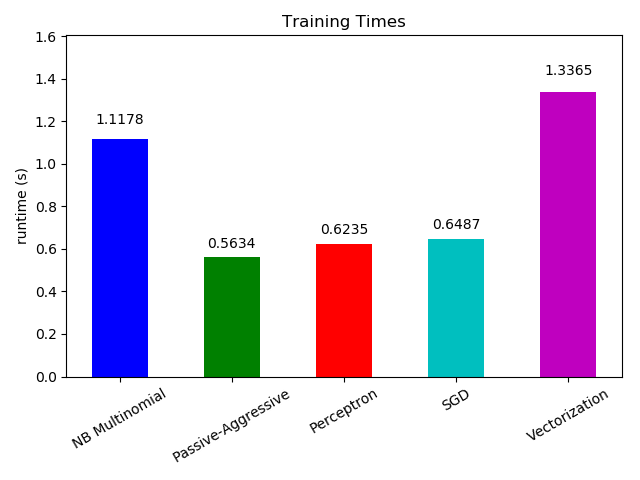 Training Times
1.6
1.4
1.2
1.0
0.8
0.6
0.4
0.2
0.0
runtime (s)
1.1178
0.5634
0.6235
0.6487
1.3365
NB Multinomial
Passive-Aggressive
Perceptron
SGD
Vectorization